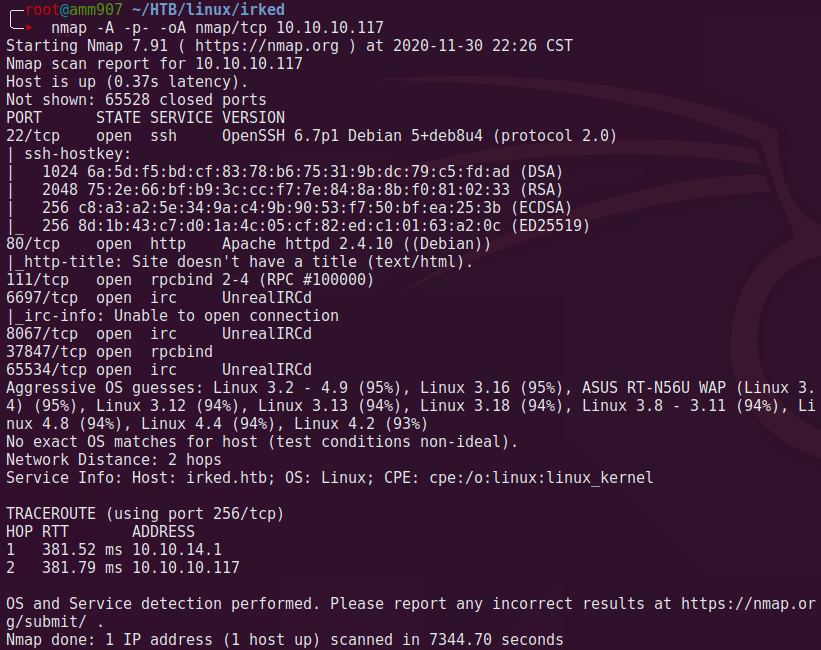 root@amm907 ~/HTB/linux/irked
nmap -A -p- -oA nmap/tcp 10.10.10.117
Starting Nmap 7.91 ( https://nmap.org ) at 2020-11-30 22:26 CST
Nmap scan report for 10.10.10.117
Host is up (0.37s latency).
Not shown: 65528 closed ports
PORT      STATE SERVICE VERSION
22/tcp    open  ssh     OpenSSH 6.7p1 Debian 5+deb8u4 (protocol 2.0)
| ssh-hostkey:
|   1024 6a:5d:f5:bd:cf:83:78:b6:75:31:9b:dc:79:c5:fd:ad (DSA)
|   2048 75:2e:66:bf:b9:3c:cc:f7:7e:84:8a:8b:f0:81:02:33 (RSA)
|   256 c8:a3:a2:5e:34:9a:c4:9b:90:53:f7:50:bf:ea:25:3b (ECDSA)
|_  256 8d:1b:43:c7:d0:1a:4c:05:cf:82:ed:c1:01:63:a2:0c (ED25519)
80/tcp    open  http    Apache httpd 2.4.10 ((Debian))
|_http-title: Site doesn't have a title (text/html).
111/tcp   open  rpcbind 2-4 (RPC #100000)
6697/tcp  open  irc     UnrealIRCd
|_irc-info: Unable to open connection
8067/tcp  open  irc     UnrealIRCd
37847/tcp open  rpcbind
65534/tcp open  irc     UnrealIRCd
Aggressive OS guesses: Linux 3.2 - 4.9 (95%), Linux 3.16 (95%), ASUS RT-N56U WAP (Linux 3.
4) (95%), Linux 3.12 (94%), Linux 3.13 (94%), Linux 3.18 (94%), Linux 3.8 - 3.11 (94%), Li
nux 4.8 (94%), Linux 4.4 (94%), Linux 4.2 (93%)
No exact OS matches for host (test conditions non-ideal).
Network Distance: 2 hops
Service Info: Host: irked.htb; OS: Linux; CPE: cpe:/o:linux:linux_kernel

TRACEROUTE (using port 256/tcp)
HOP RTT       ADDRESS
1   381.52 ms 10.10.14.1
2   381.79 ms 10.10.10.117

OS and Service detection performed. Please report any incorrect results at https://nmap.or
g/submit/ .
Nmap done: 1 IP address (1 host up) scanned in 7344.70 seconds